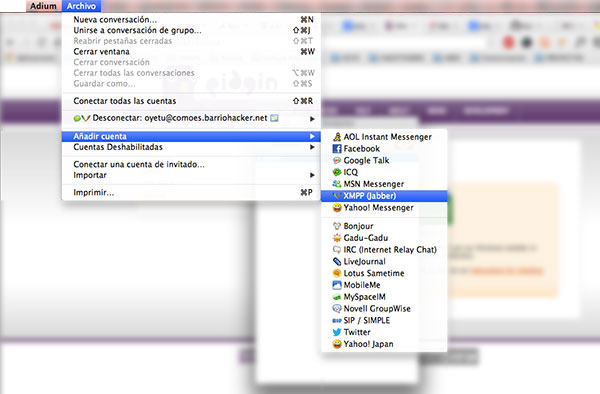 Adium Archivo
Nueva conversación... ⌘N
Unirse a conversación de grupo... ⇧⌘J
Reabrir pestañas cerradas ⇧⌘T
Cerrar ventana ⌘W
Cerrar conversación
Cerrar todas las conversaciones ⌥⌘W
Guardar como... ⇧⌘S
Conectar todas las cuentas ⇧⌘R
Desconectar: oyetu@comoes.barriohacker.net
Añadir cuenta
Cuentas Deshabilitadas
Conectar una cuenta de invitado...
Importar
Imprimir... ⌘P
AOL Instant Messenger
Facebook
Google Talk
ICQ
MSN Messenger
XMPP (Jabber)
Yahoo! Messenger
Bonjour
Gadu-Gadu
IRC (Internet Relay Chat)
LiveJournal
Lotus Sametime
MobileMe
MySpaceIM
Novell GroupWise
SIP / SIMPLE
Twitter
Yahoo! Japan
pidgin